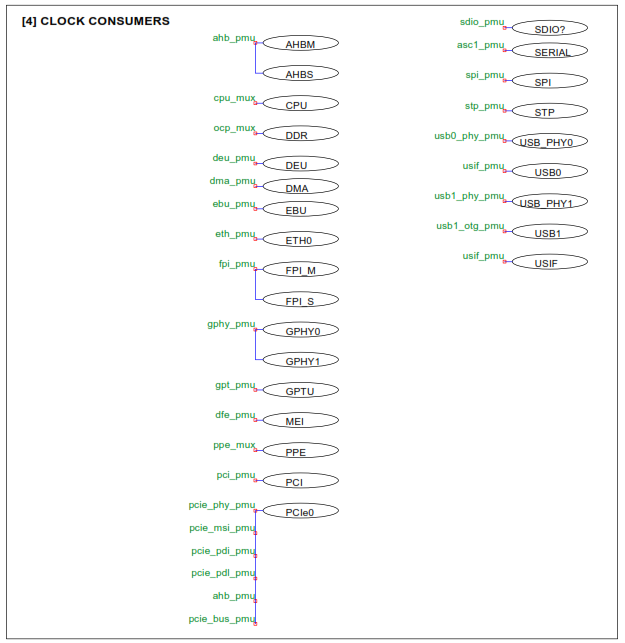 [4] CLOCK CONSUMERS
ahb_pmu
AHBM
AHBS
cpu_mux
CPU
ocp_mux
DDR
deu_pmu
DEU
dma_pmu
DMA
ebu_pmu
EBU
eth_pmu
ETH0
fpi_pmu
FPI_M
FPI_S
gphy_pmu
GPHY0
GPHY1
gpt_pmu
GPTU
dfe_pmu
MEI
ppe_mux
PPE
pci_pmu
PCI
pcie_phy_pmu
PCIe0
pcie_msi_pmu
pcie_pdi_pmu
pcie_pdl_pmu
ahb_pmu
pcie_bus_pmu
sdio_pmu
SDIO?
asc1_pmu
SERIAL
spi_pmu
SPI
stp_pmu
STP
usb0_phy_pmu
USB_PHY0
usif_pmu
USB0
usb1_phy_pmu
USB_PHY1
usb1_otg_pmu
USB1
usif_pmu
USIF